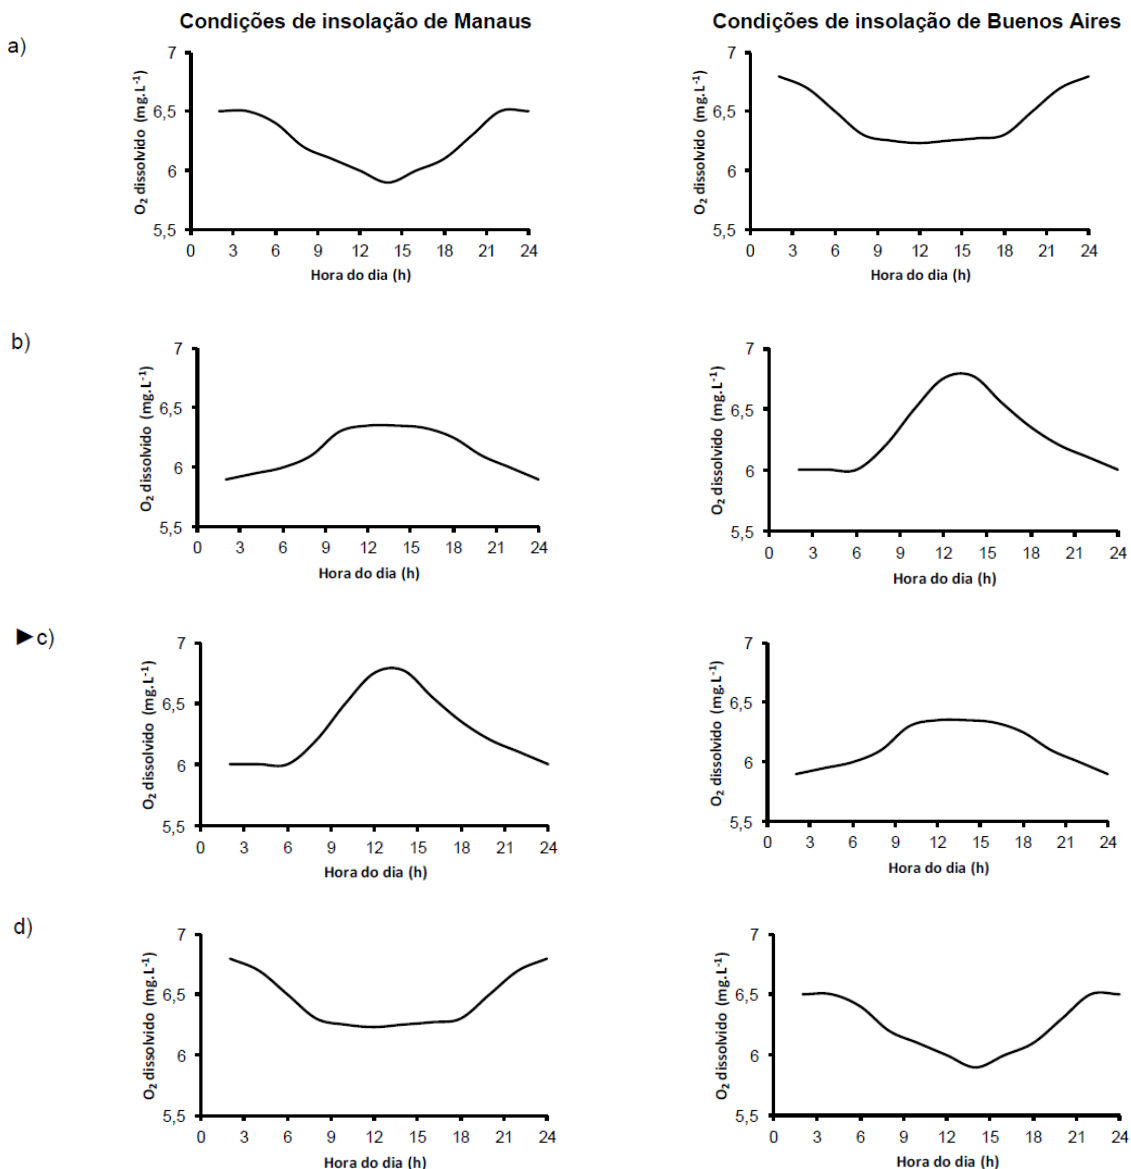 Condições de insolação de Manaus
Condições de insolação de Buenos Aires
a)
O₂ dissolvido (mg.L⁻¹)
7
6,5
6
5,5
0 3 6 9 12 15 18 21 24
Hora do dia (h)
O₂ dissolvido (mg.L⁻¹)
7
6,5
6
5,5
0 3 6 9 12 15 18 21 24
Hora do dia (h)
b)
O₂ dissolvido (mg.L⁻¹)
7
6,5
6
5,5
0 3 6 9 12 15 18 21 24
Hora do dia (h)
O₂ dissolvido (mg.L⁻¹)
7
6,5
6
5,5
0 3 6 9 12 15 18 21 24
Hora do dia (h)
►c)
O₂ dissolvido (mg.L⁻¹)
7
6,5
6
5,5
0 3 6 9 12 15 18 21 24
Hora do dia (h)
O₂ dissolvido (mg.L⁻¹)
7
6,5
6
5,5
0 3 6 9 12 15 18 21 24
Hora do dia (h)
d)
O₂ dissolvido (mg.L⁻¹)
7
6,5
6
5,5
0 3 6 9 12 15 18 21 24
Hora do dia (h)
O₂ dissolvido (mg.L⁻¹)
7
6,5
6
5,5
0 3 6 9 12 15 18 21 24
Hora do dia (h)